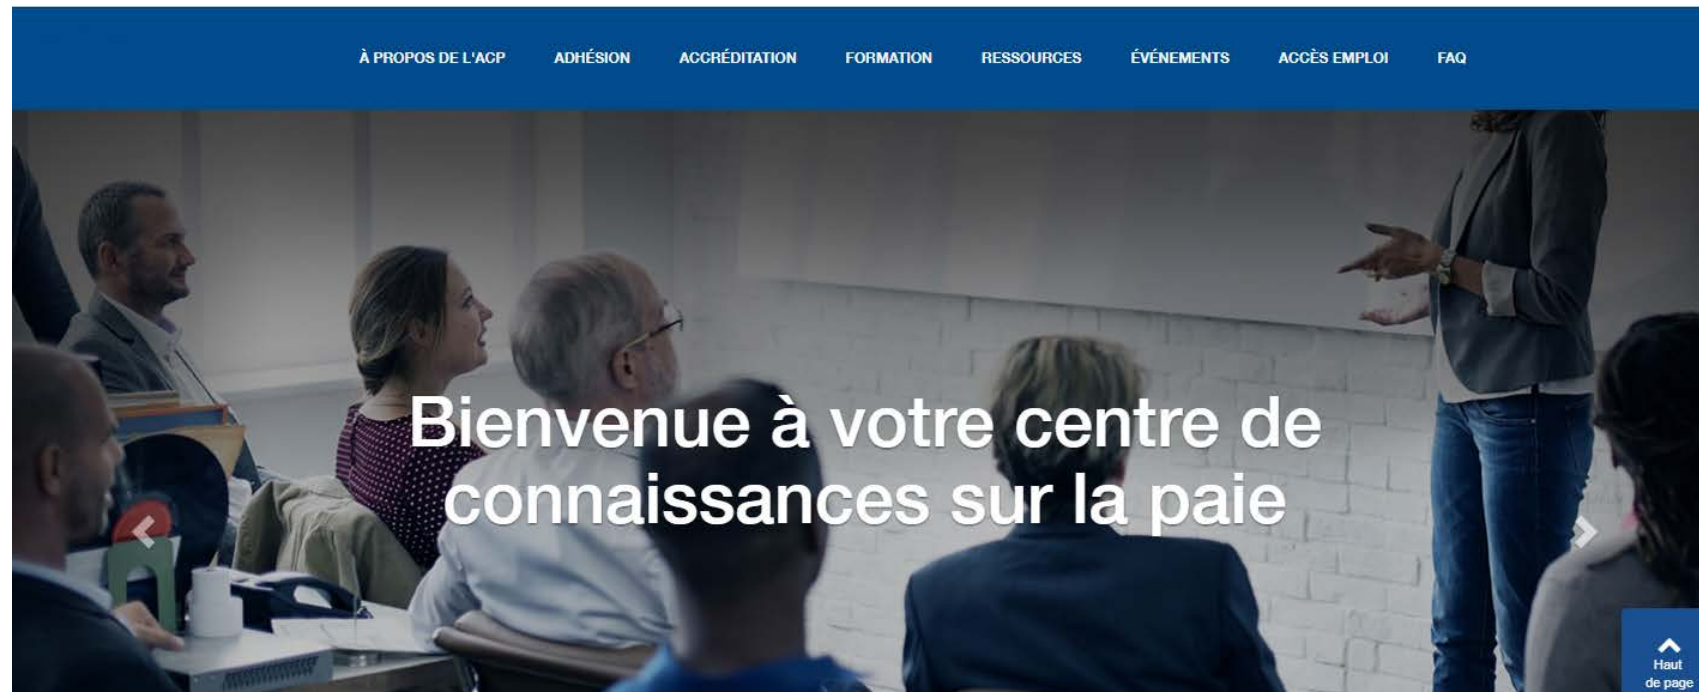 À PROPOS DE L'ACP ADHÉSION ACCRÉDITATION FORMATION RESSOURCES ÉVÉNEMENTS ACCÈS EMPLOI FAQ
Bienvenue à votre centre de
connaissances sur la paie
Haut
de page